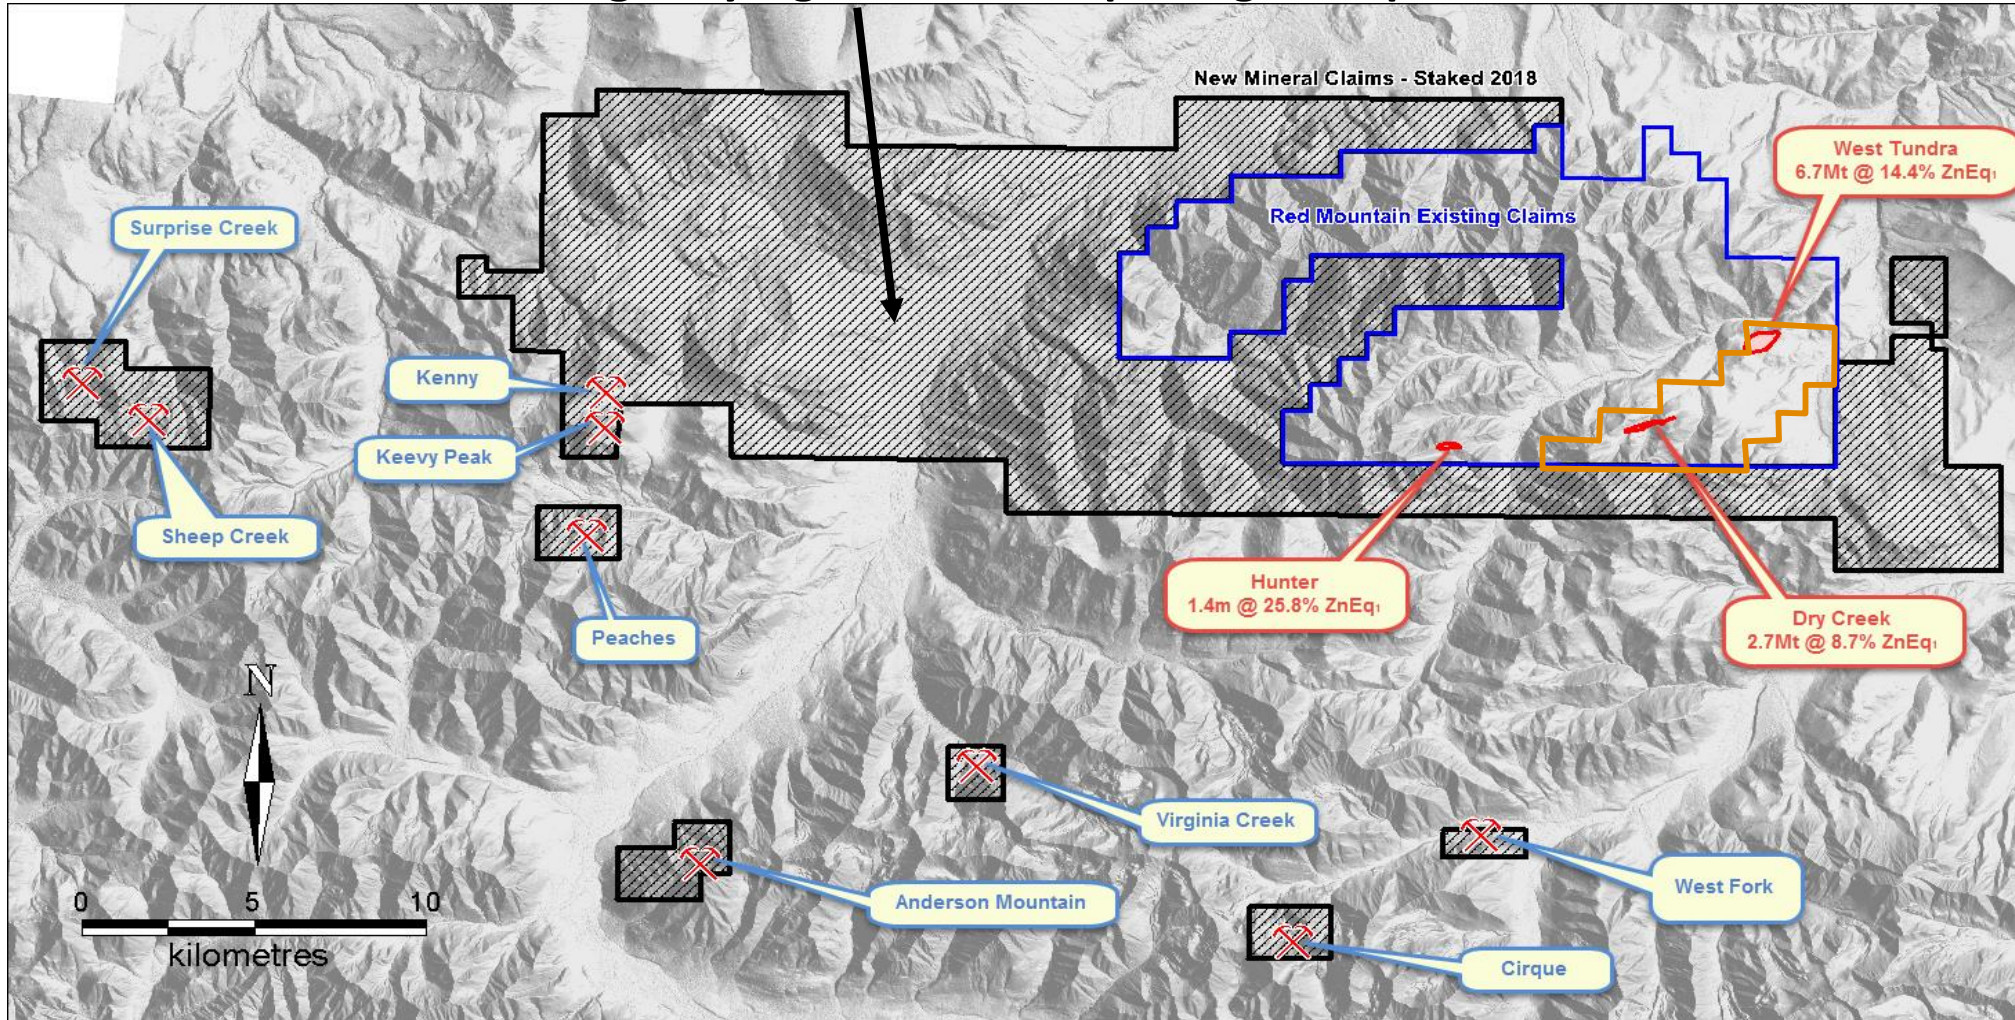 New Mineral Claims - Staked 2018
West Tundra
6.7Mt @ 14.4% ZnEq₁
Red Mountain Existing Claims
Surprise Creek
Kenny
Keevy Peak
Sheep Creek
Hunter
1.4m @ 25.8% ZnEq₁
Dry Creek
2.7Mt @ 8.7% ZnEq₁
Peaches
N
Virginia Creek
West Fork
Anderson Mountain
Cirque
0 5 10
kilometres